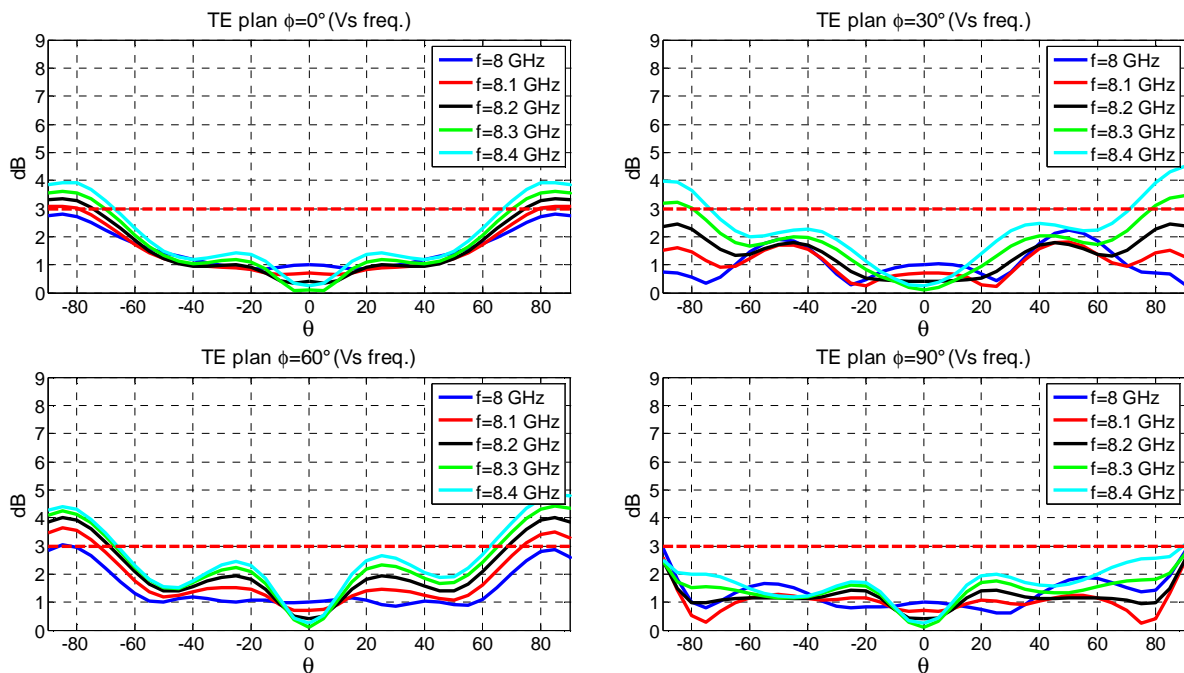 TE plan ϕ=0° (Vs freq.)
9
8
7
6
5
4
3
2
1
0
dB
-80 -60 -40 -20 0 20 40 60 80
θ
f=8 GHz
f=8.1 GHz
f=8.2 GHz
f=8.3 GHz
f=8.4 GHz
TE plan ϕ=30° (Vs freq.)
9
8
7
6
5
4
3
2
1
0
dB
-80 -60 -40 -20 0 20 40 60 80
θ
f=8 GHz
f=8.1 GHz
f=8.2 GHz
f=8.3 GHz
f=8.4 GHz
TE plan ϕ=60° (Vs freq.)
9
8
7
6
5
4
3
2
1
0
dB
-80 -60 -40 -20 0 20 40 60 80
θ
f=8 GHz
f=8.1 GHz
f=8.2 GHz
f=8.3 GHz
f=8.4 GHz
TE plan ϕ=90° (Vs freq.)
9
8
7
6
5
4
3
2
1
0
dB
-80 -60 -40 -20 0 20 40 60 80
θ
f=8 GHz
f=8.1 GHz
f=8.2 GHz
f=8.3 GHz
f=8.4 GHz